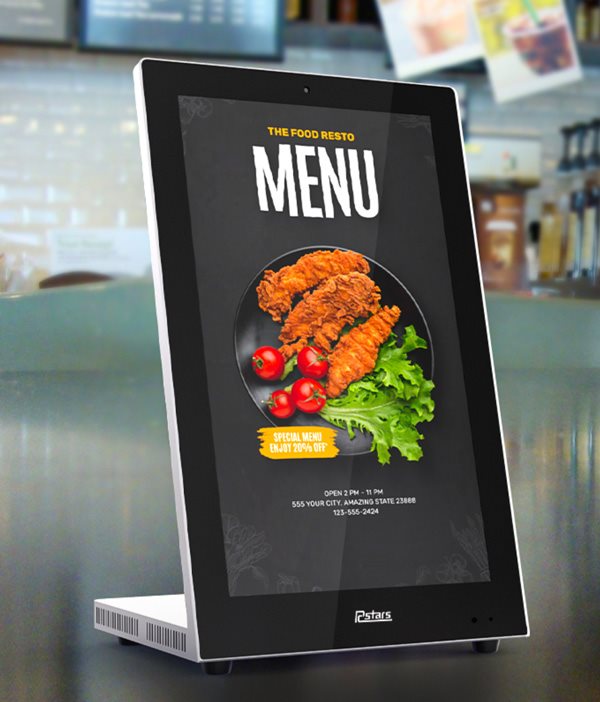 THE FOOD RESTO
MENU
SPECIAL MENU
ENJOY 20% OFF*
OPEN 2 PM - 11 PM
555 YOUR CITY, AMAZING STATE 23888
123-555-2424
PCstars